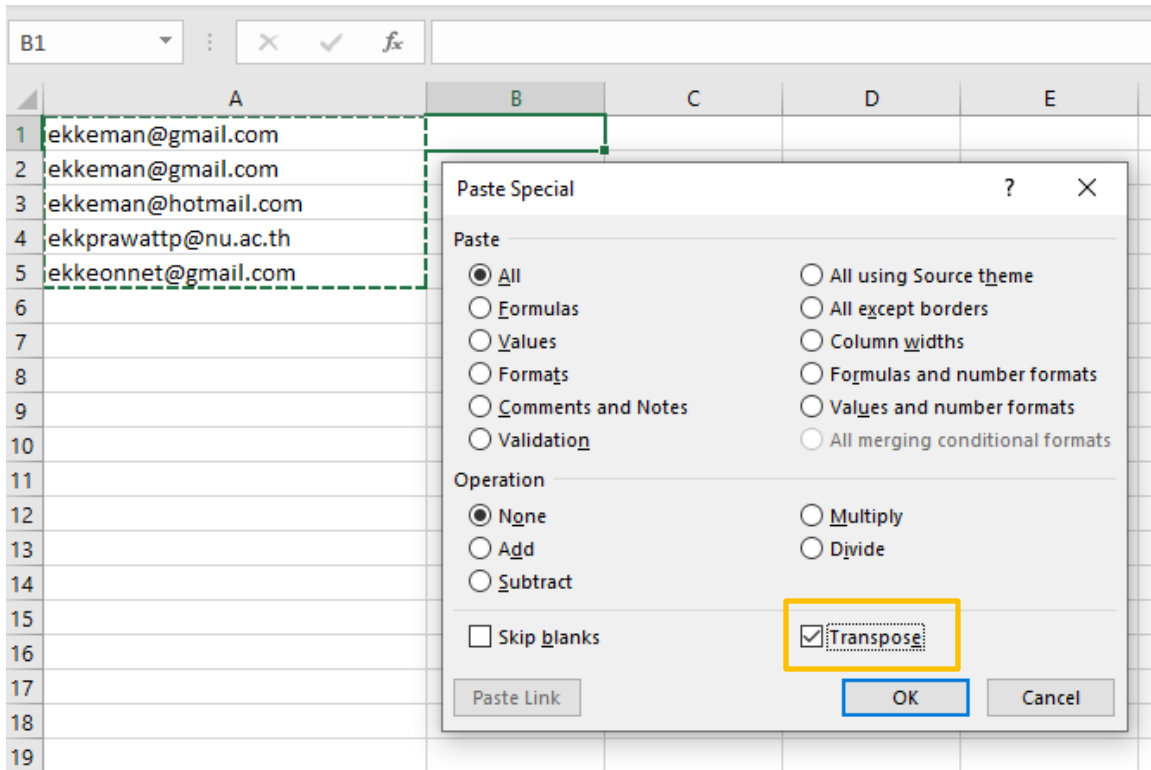 B1 fx
A B C D E
1 ekkeman@gmail.com
2 ekkeman@gmail.com
3 ekkeman@hotmail.com
4 ekkprawattp@nu.ac.th
5 ekkeonnet@gmail.com
6
7
8
9
10
11
12
13
14
15
16
17
18
19
Paste Special ? X
Paste
All All using Source theme
Formulas All except borders
Values Column widths
Formats Formulas and number formats
Comments and Notes Values and number formats
Validation All merging conditional formats
Operation
None Multiply
Add Divide
Subtract
Skip blanks Transpose
Paste Link OK Cancel